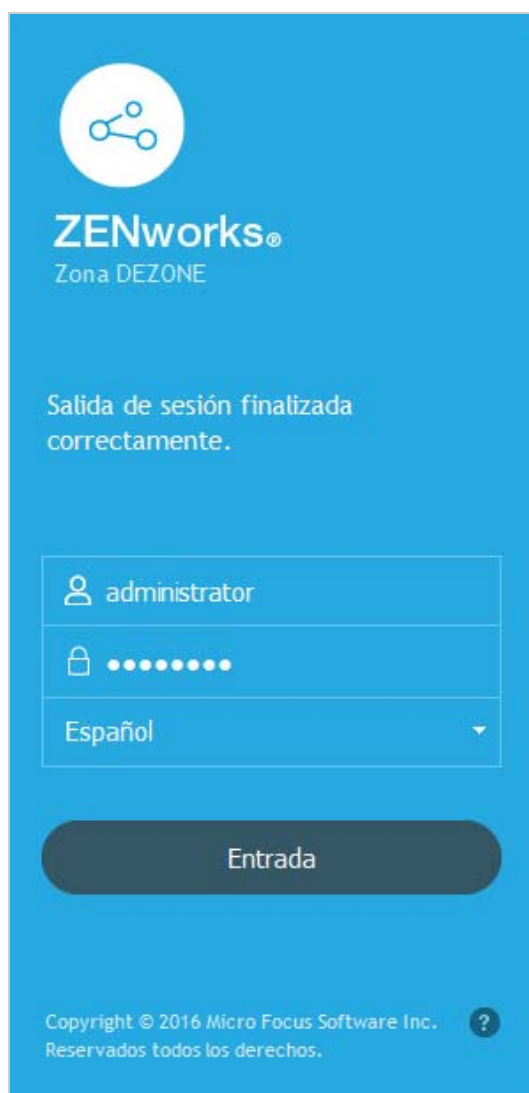 ZENworks®
Zona DEZONE
Salida de sesión finalizada
correctamente.
administrator
••••••••
Español
Entrada
Copyright © 2016 Micro Focus Software Inc.
Reservados todos los derechos.
?